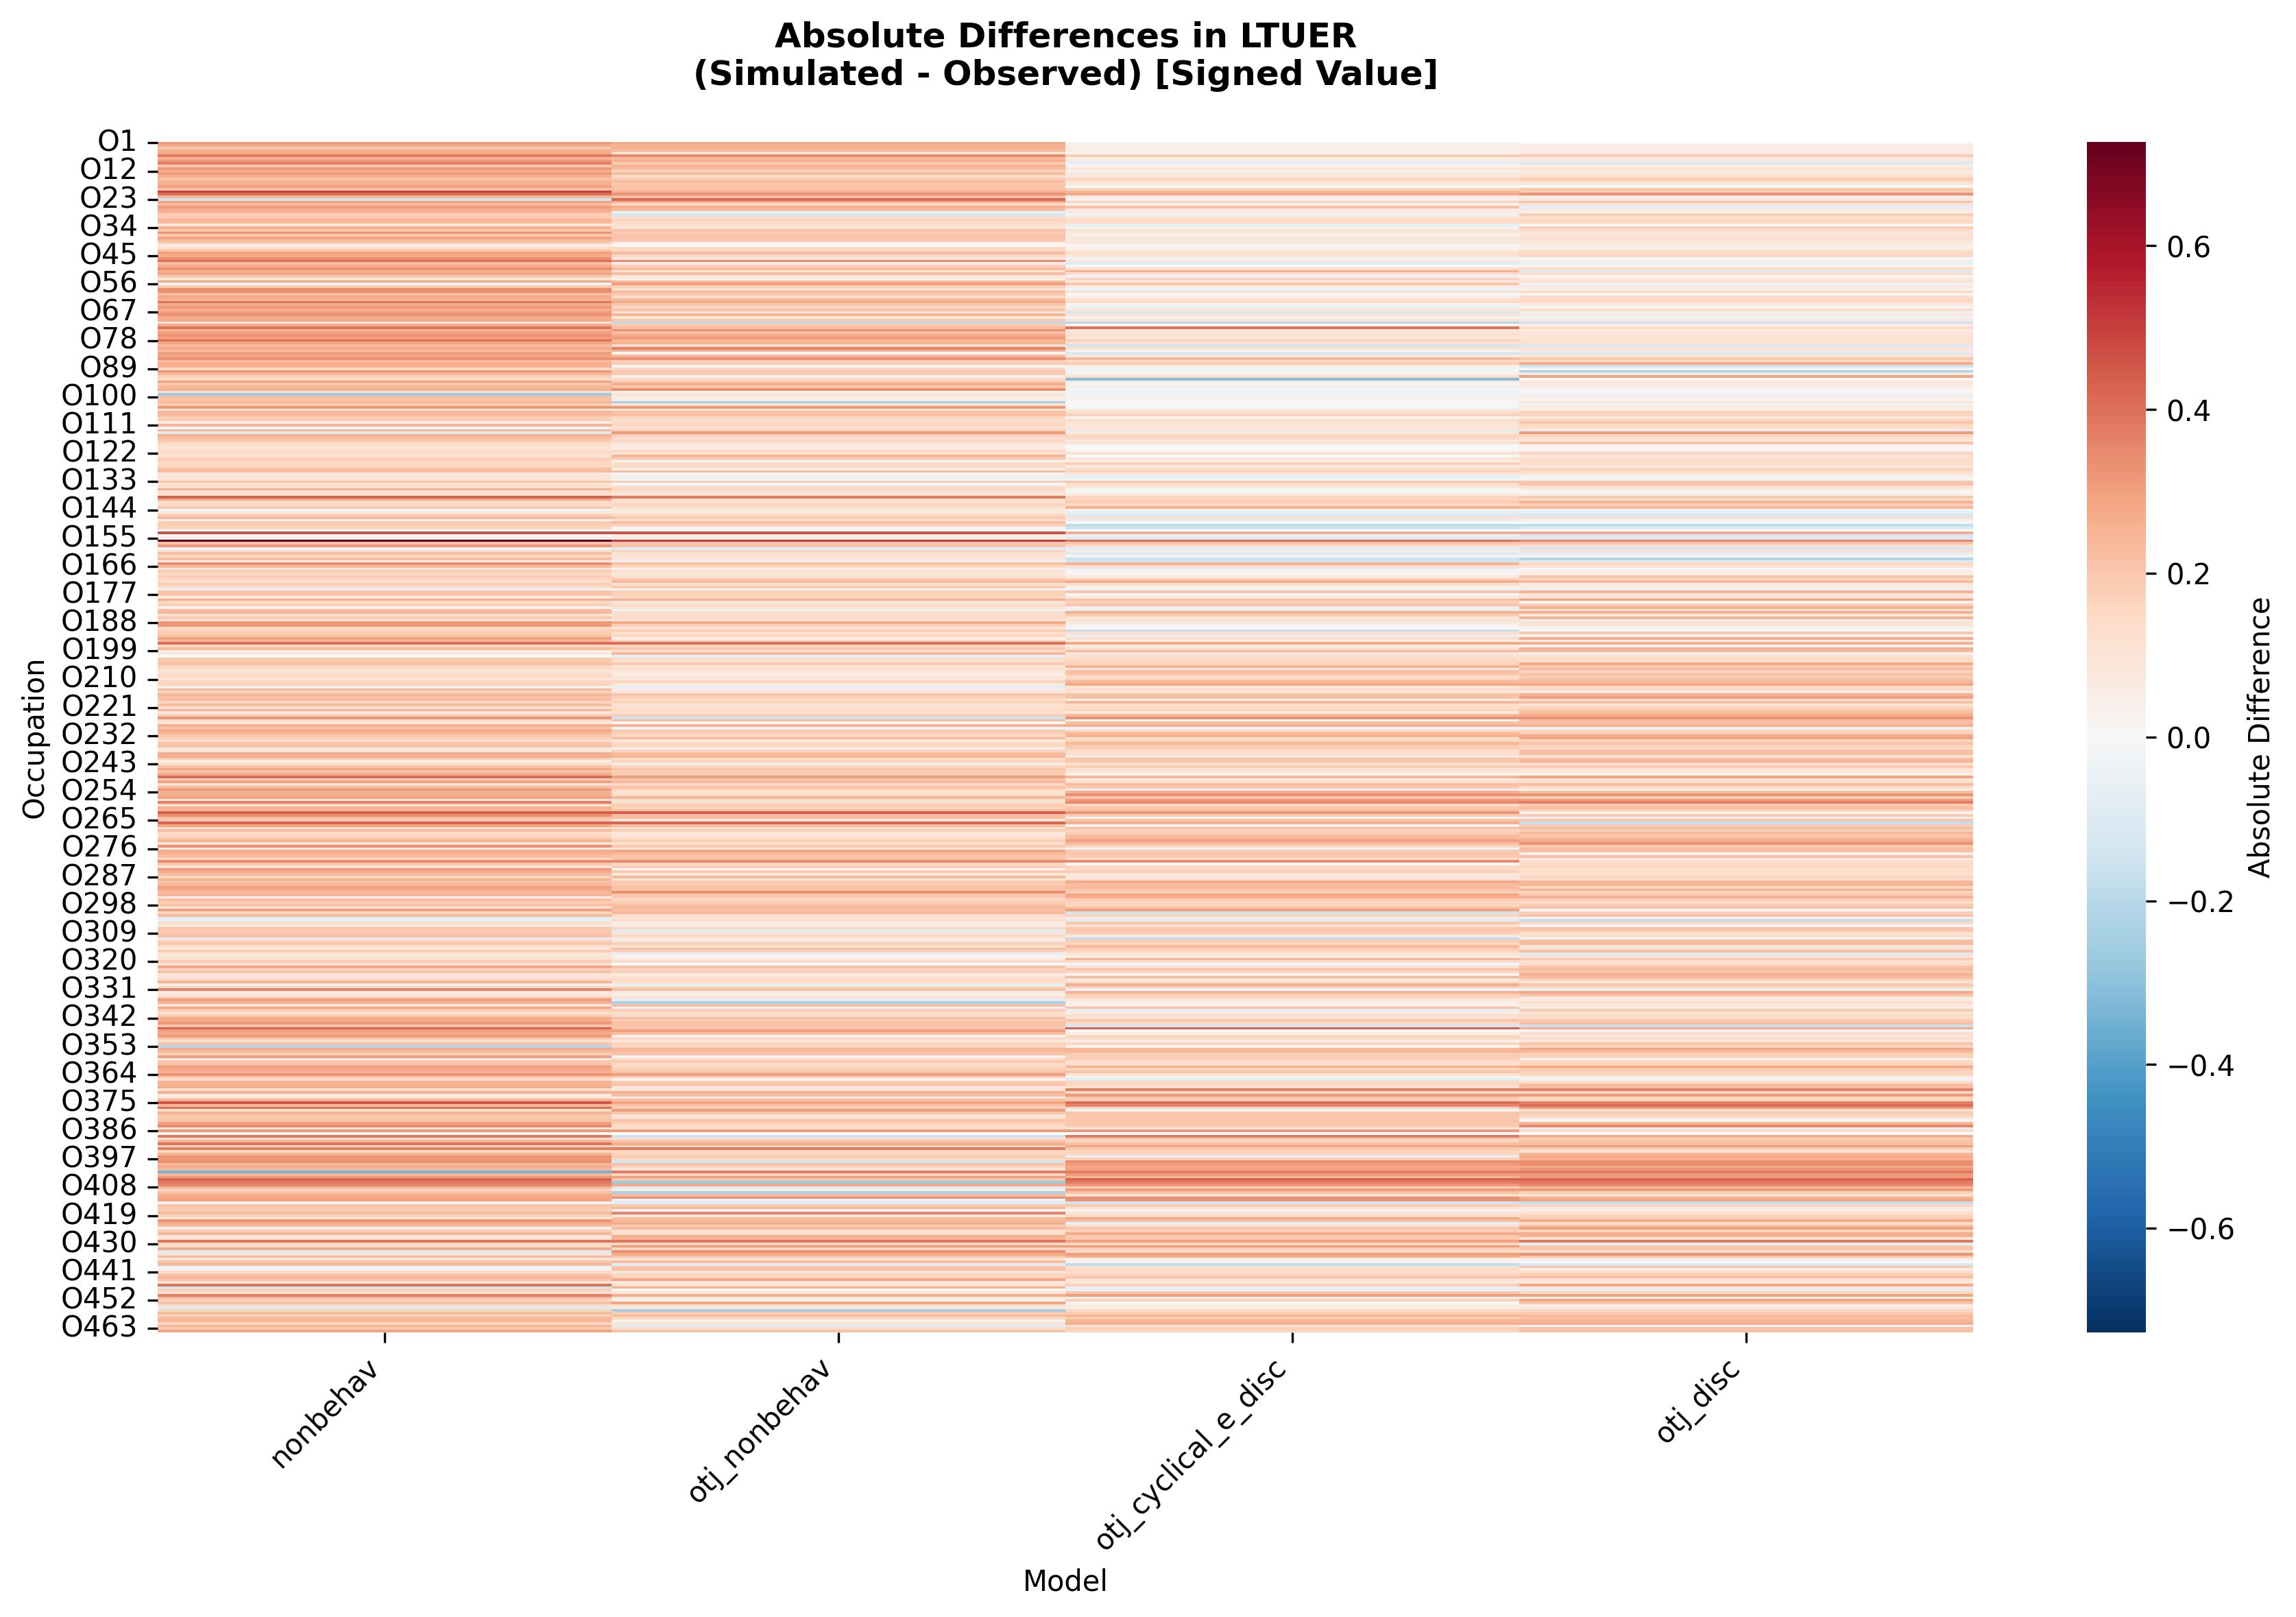 Absolute Differences in LTUER
(Simulated - Observed) [Signed Value]
Occupation
O1
O12
O23
O34
O45
O56
O67
O78
O89
O100
O111
O122
O133
O144
O155
O166
O177
O188
O199
O210
O221
O232
O243
O254
O265
O276
O287
O298
O309
O320
O331
O342
O353
O364
O375
O386
O397
O408
O419
O430
O441
O452
O463
nonbehav
otj_nonbehav
otj_cyclical_e_disc
otj_disc
Model
0.6
0.4
0.2
0.0
−0.2
−0.4
−0.6
Absolute Difference